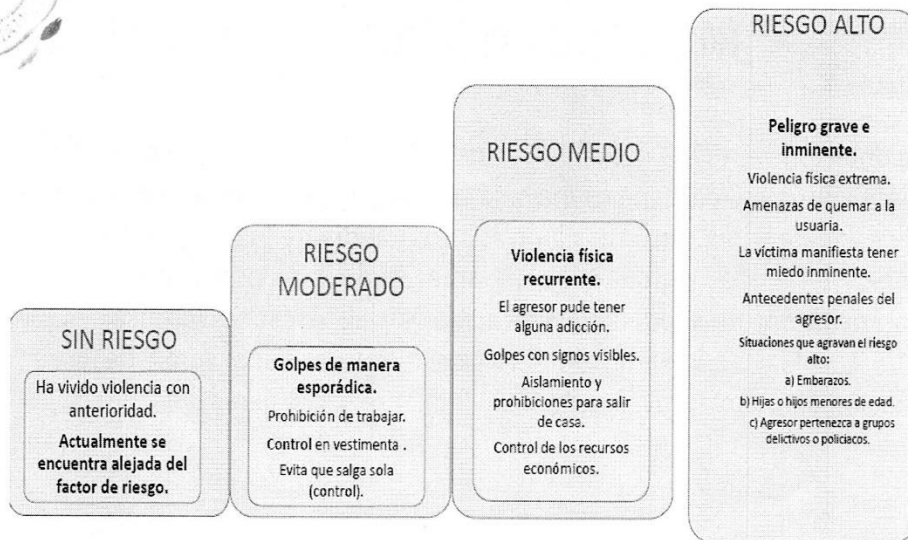 SIN RIESGO
Ha vivido violencia con
anterioridad.
Actualmente se
encuentra alejada del
factor de riesgo.
RIESGO
MODERADO
Golpes de manera
esporádica.
Prohibición de trabajar.
Control en vestimenta .
Evita que salga sola
(control).
RIESGO MEDIO
Violencia física
recurrente.
El agresor pude tener
alguna adicción.
Golpes con signos visibles.
Aislamiento y
prohibiciones para salir
de casa.
Control de los recursos
económicos.
RIESGO ALTO
Peligro grave e
inminente.
Violencia física extrema.
Amenazas de quemar a la
usuaria.
La víctima manifiesta tener
miedo inminente.
Antecedentes penales del
agresor.
Situaciones que agravan el riesgo
alto:
a) Embarazos.
b) Hijas o hijos menores de edad.
c) Agresor pertenezca a grupos
delictivos o policiacos.